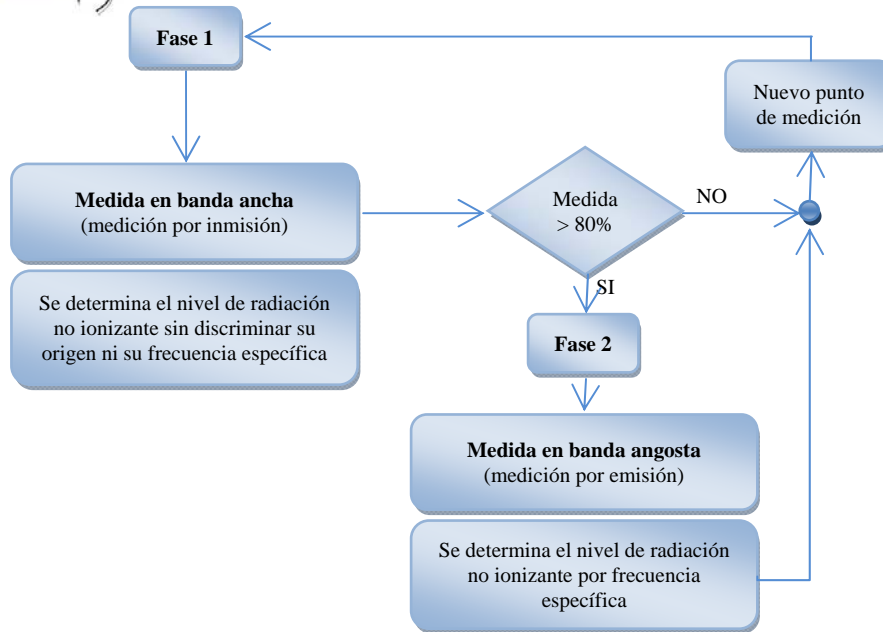 Fase 1
Nuevo punto
de medición
Medida en banda ancha
(medición por inmisión)
Medida
> 80%
NO
Se determina el nivel de radiación
no ionizante sin discriminar su
origen ni su frecuencia específica
SI
Fase 2
Medida en banda angosta
(medición por emisión)
Se determina el nivel de radiación
no ionizante por frecuencia
específica